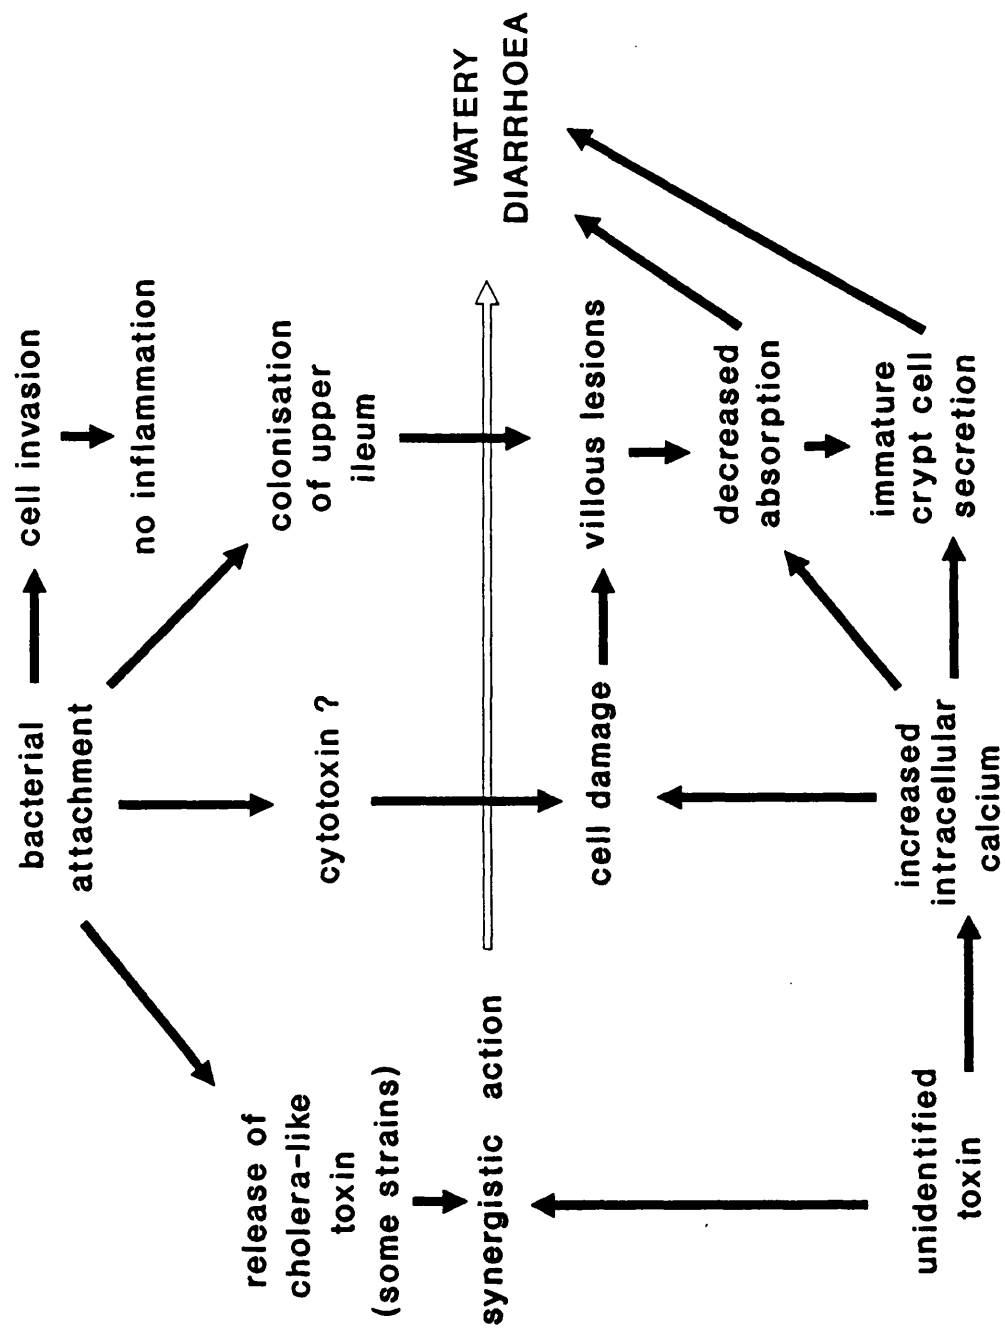 bacterial
attachment
cell invasion
no inflammation
release of
cholera-like
toxin
(some strains)
cytotoxin ?
colonisation
of upper
ileum
synergistic action
WATERY
DIARRHOEA
cell damage
villous lesions
decreased
absorption
unidentified
toxin
increased
intracellular
calcium
immature
crypt cell
secretion